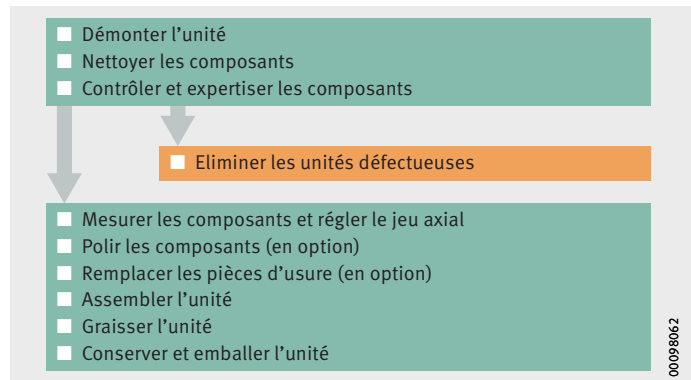 Démonter l’unité
Nettoyer les composants
Contrôler et expertiser les composants
Eliminer les unités défectueuses
Mesurer les composants et régler le jeu axial
Polir les composants (en option)
Remplacer les pièces d’usure (en option)
Assembler l’unité
Graisser l’unité
Conserver et emballer l’unité
00098062